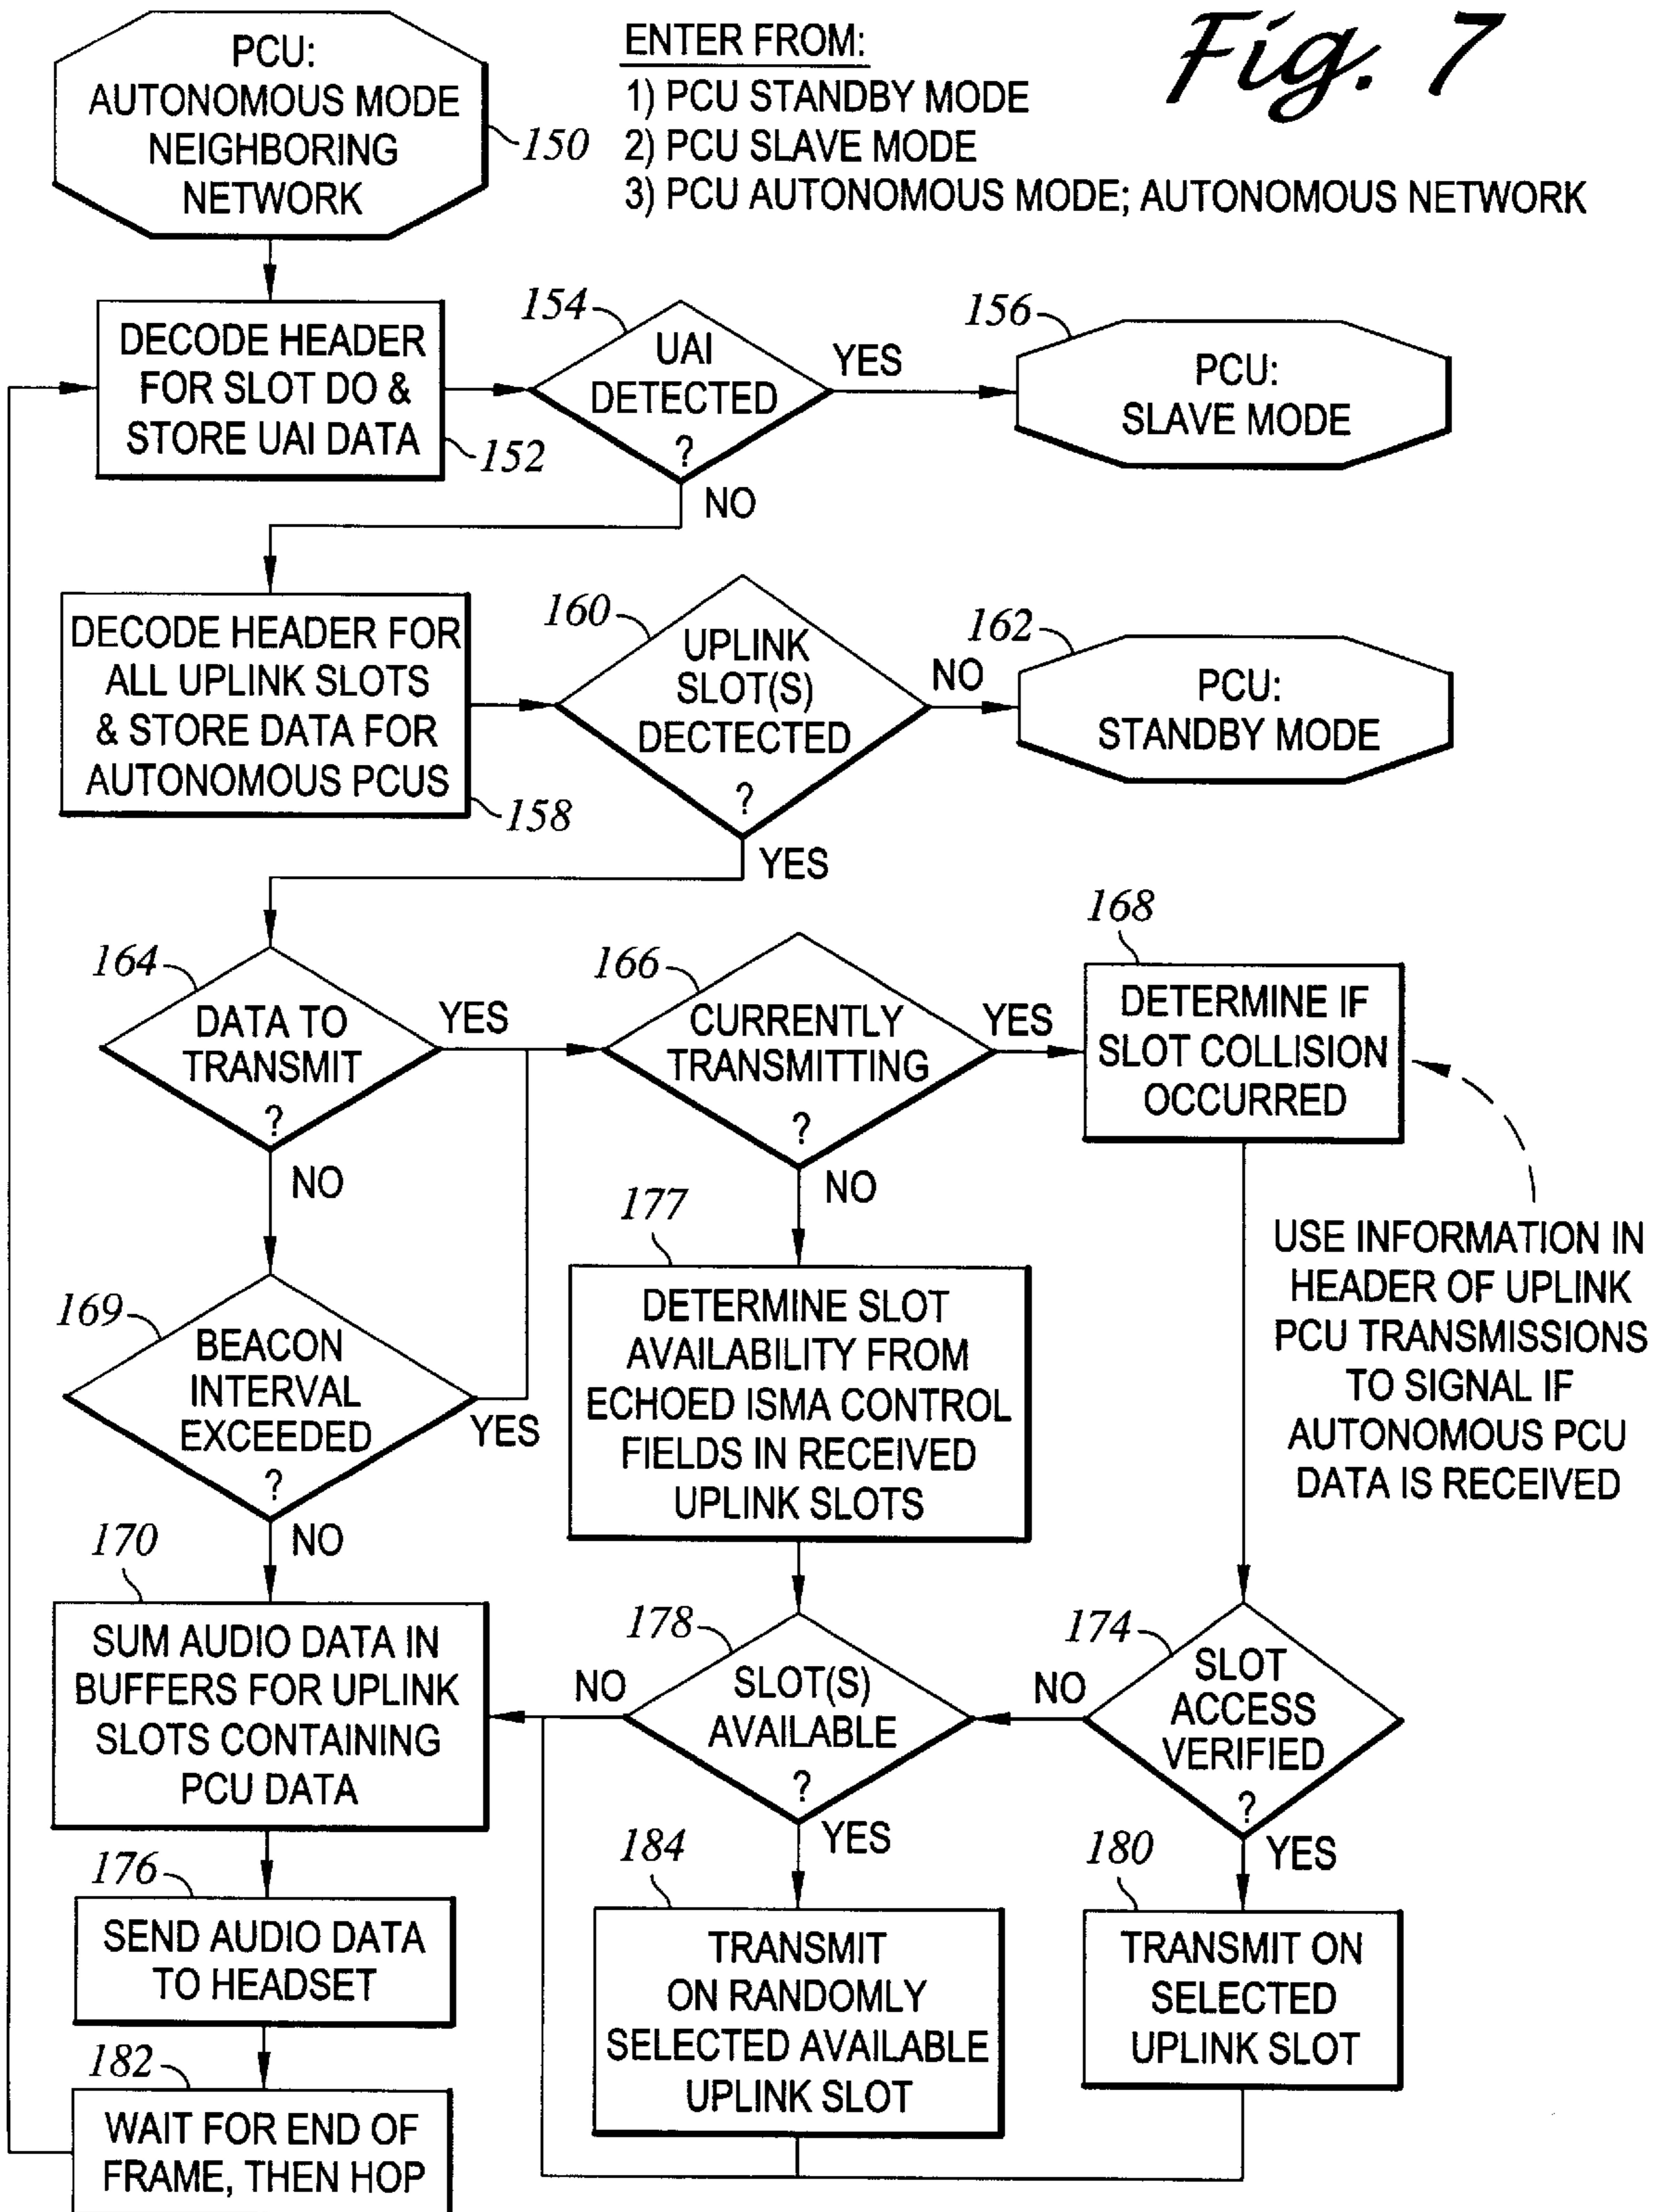 Fig. 7
PCU:
AUTONOMOUS MODE
NEIGHBORING
NETWORK
150
ENTER FROM:
1) PCU STANDBY MODE
2) PCU SLAVE MODE
3) PCU AUTONOMOUS MODE; AUTONOMOUS NETWORK
DECODE HEADER
FOR SLOT DO &
STORE UAI DATA
152
154
UAI
DETECTED
?
YES
NO
156
PCU:
SLAVE MODE
DECODE HEADER FOR
ALL UPLINK SLOTS
& STORE DATA FOR
AUTONOMOUS PCUS
158
160
UPLINK
SLOT(S)
DECTECTED
?
NO
YES
162
PCU:
STANDBY MODE
164
DATA TO
TRANSMIT
?
YES
NO
166
CURRENTLY
TRANSMITTING
?
YES
NO
168
DETERMINE IF
SLOT COLLISION
OCCURRED
USE INFORMATION IN
HEADER OF UPLINK
PCU TRANSMISSIONS
TO SIGNAL IF
AUTONOMOUS PCU
DATA IS RECEIVED
169
BEACON
INTERVAL
EXCEEDED
?
YES
NO
177
DETERMINE SLOT
AVAILABILITY FROM
ECHOED ISMA CONTROL
FIELDS IN RECEIVED
UPLINK SLOTS
170
SUM AUDIO DATA IN
BUFFERS FOR UPLINK
SLOTS CONTAINING
PCU DATA
178
SLOT(S)
AVAILABLE
?
NO
YES
174
SLOT
ACCESS
VERIFIED
?
NO
YES
176
SEND AUDIO DATA
TO HEADSET
184
TRANSMIT
ON RANDOMLY
SELECTED AVAILABLE
UPLINK SLOT
180
TRANSMIT ON
SELECTED
UPLINK SLOT
182
WAIT FOR END OF
FRAME, THEN HOP